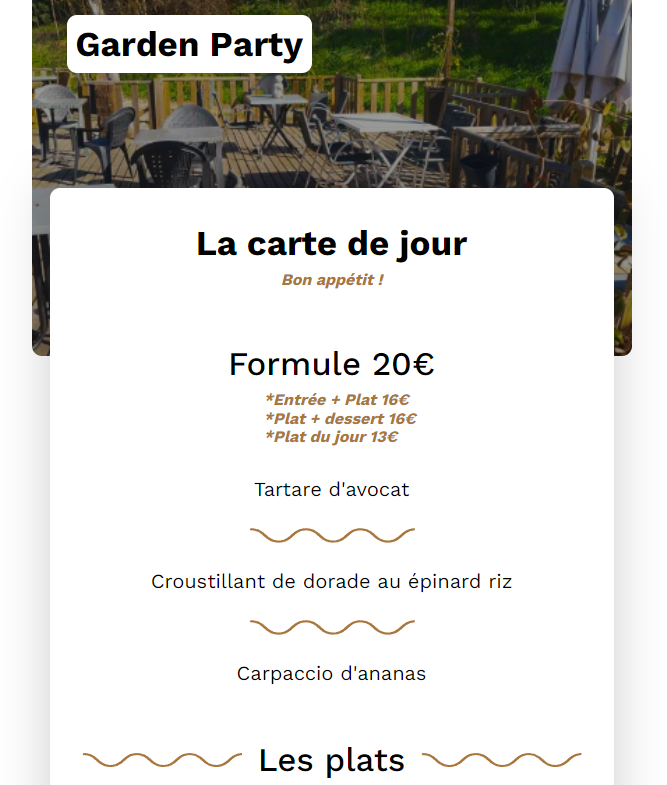 Garden Party
La carte de jour
Bon appétit !
Formule 20€
*Entrée + Plat 16€
*Plat + dessert 16€
*Plat du jour 13€
Tartare d'avocat
Croustillant de dorade au épinard riz
Carpaccio d'ananas
Les plats